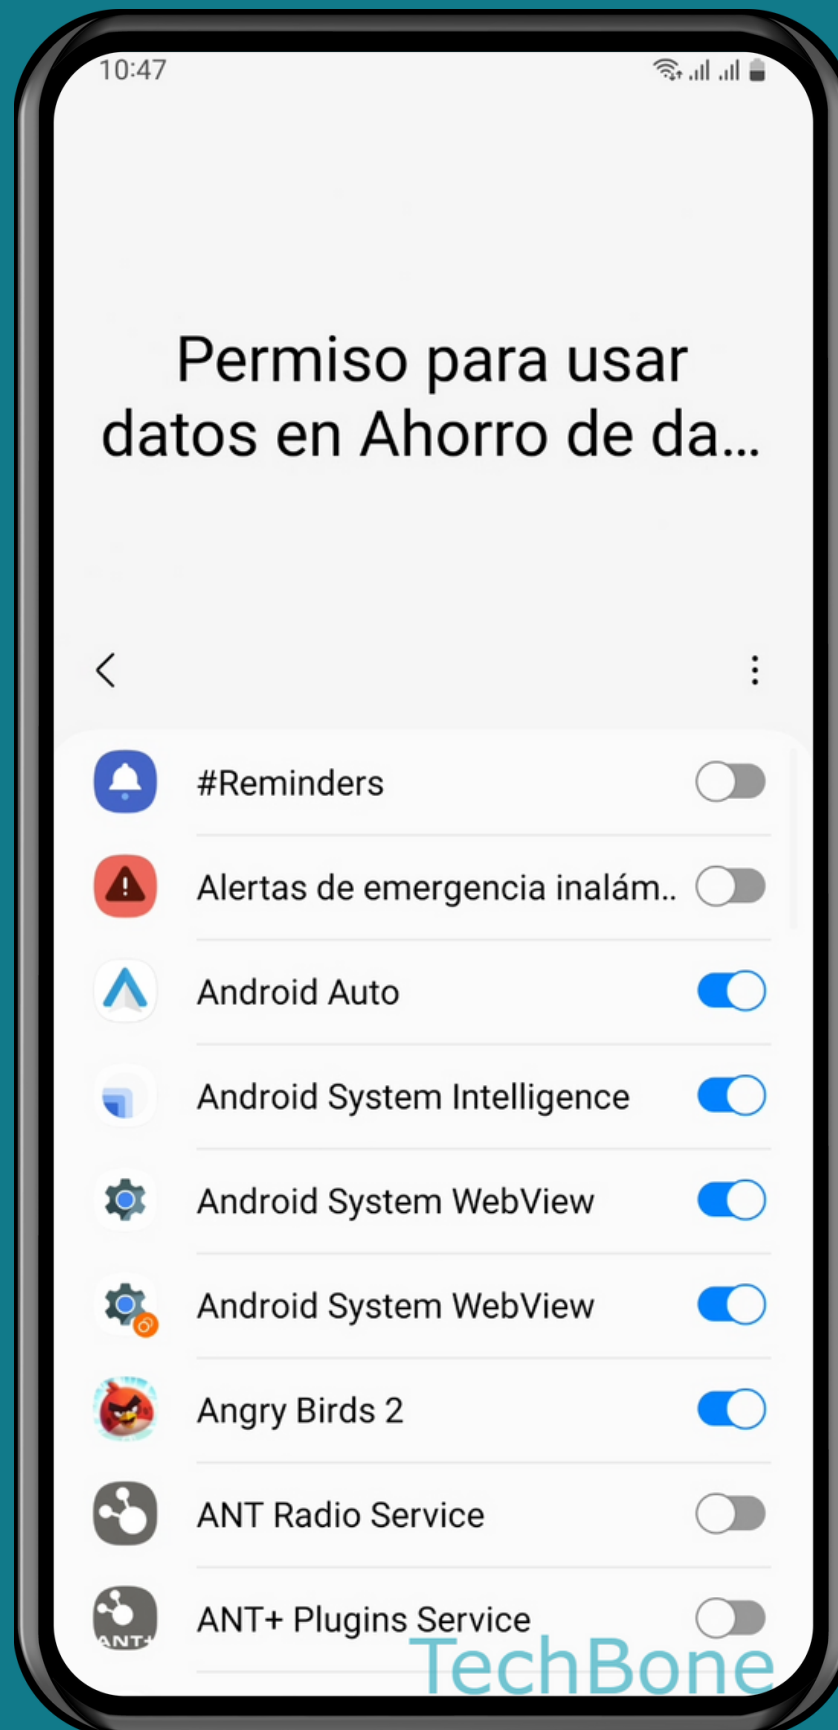 10:47
Permiso para usar
datos en Ahorro de da...
#Reminders
Alertas de emergencia inalám..
Android Auto
Android System Intelligence
Android System WebView
Android System WebView
Angry Birds 2
ANT Radio Service
ANT+
ANT+ Plugins Service
TechBone